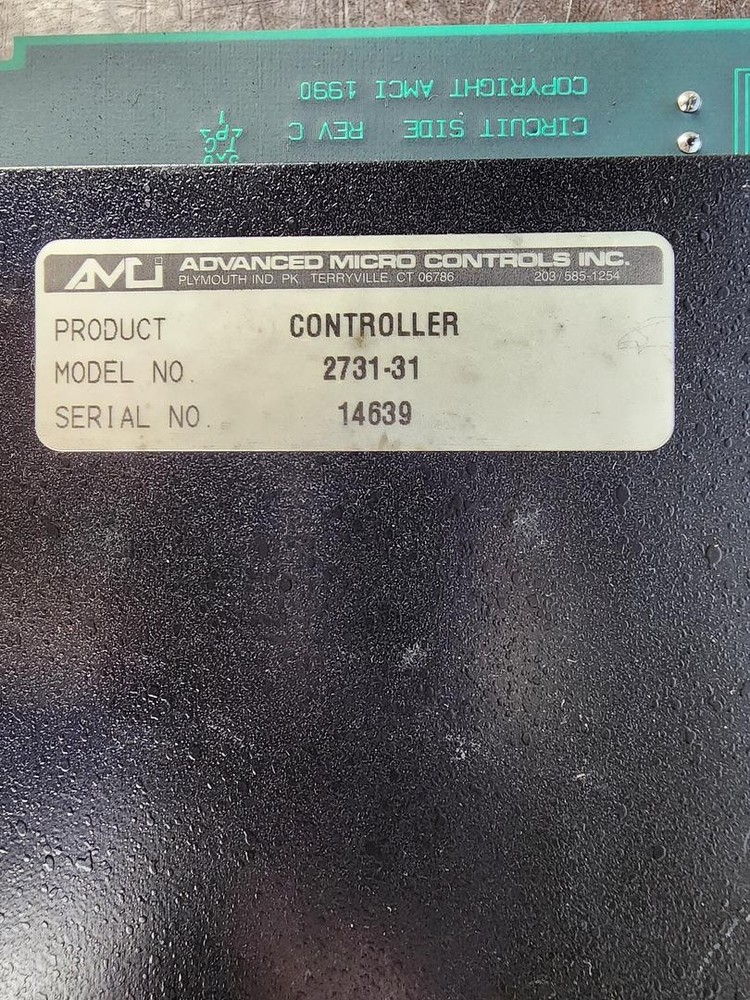 COPYRIGHT AMCI 1990
CIRCUIT SIDE REV C
AMCI ADVANCED MICRO CONTROLS INC.
PLYMOUTH IND. PK. TERRYVILLE, CT 06786 203/585-1254
PRODUCT CONTROLLER
MODEL NO. 2731-31
SERIAL NO. 14639